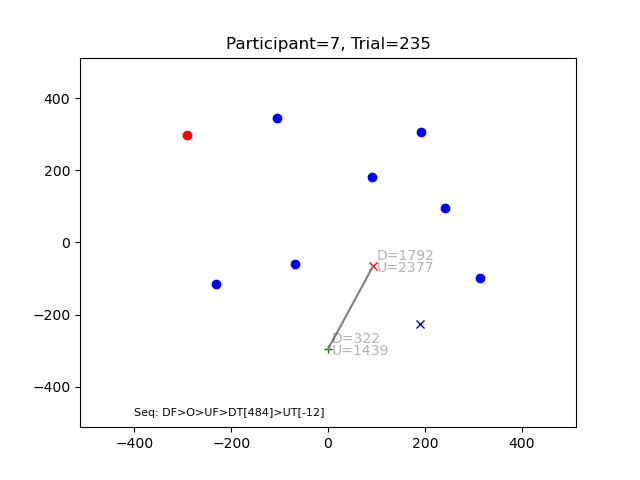 Participant=7, Trial=235
400
200
0
−200
−400
D=1792
U=2377
D=322
U=1439
Seq: DF>O>UF>DT[484]>UT[-12]
−400
−200
0
200
400